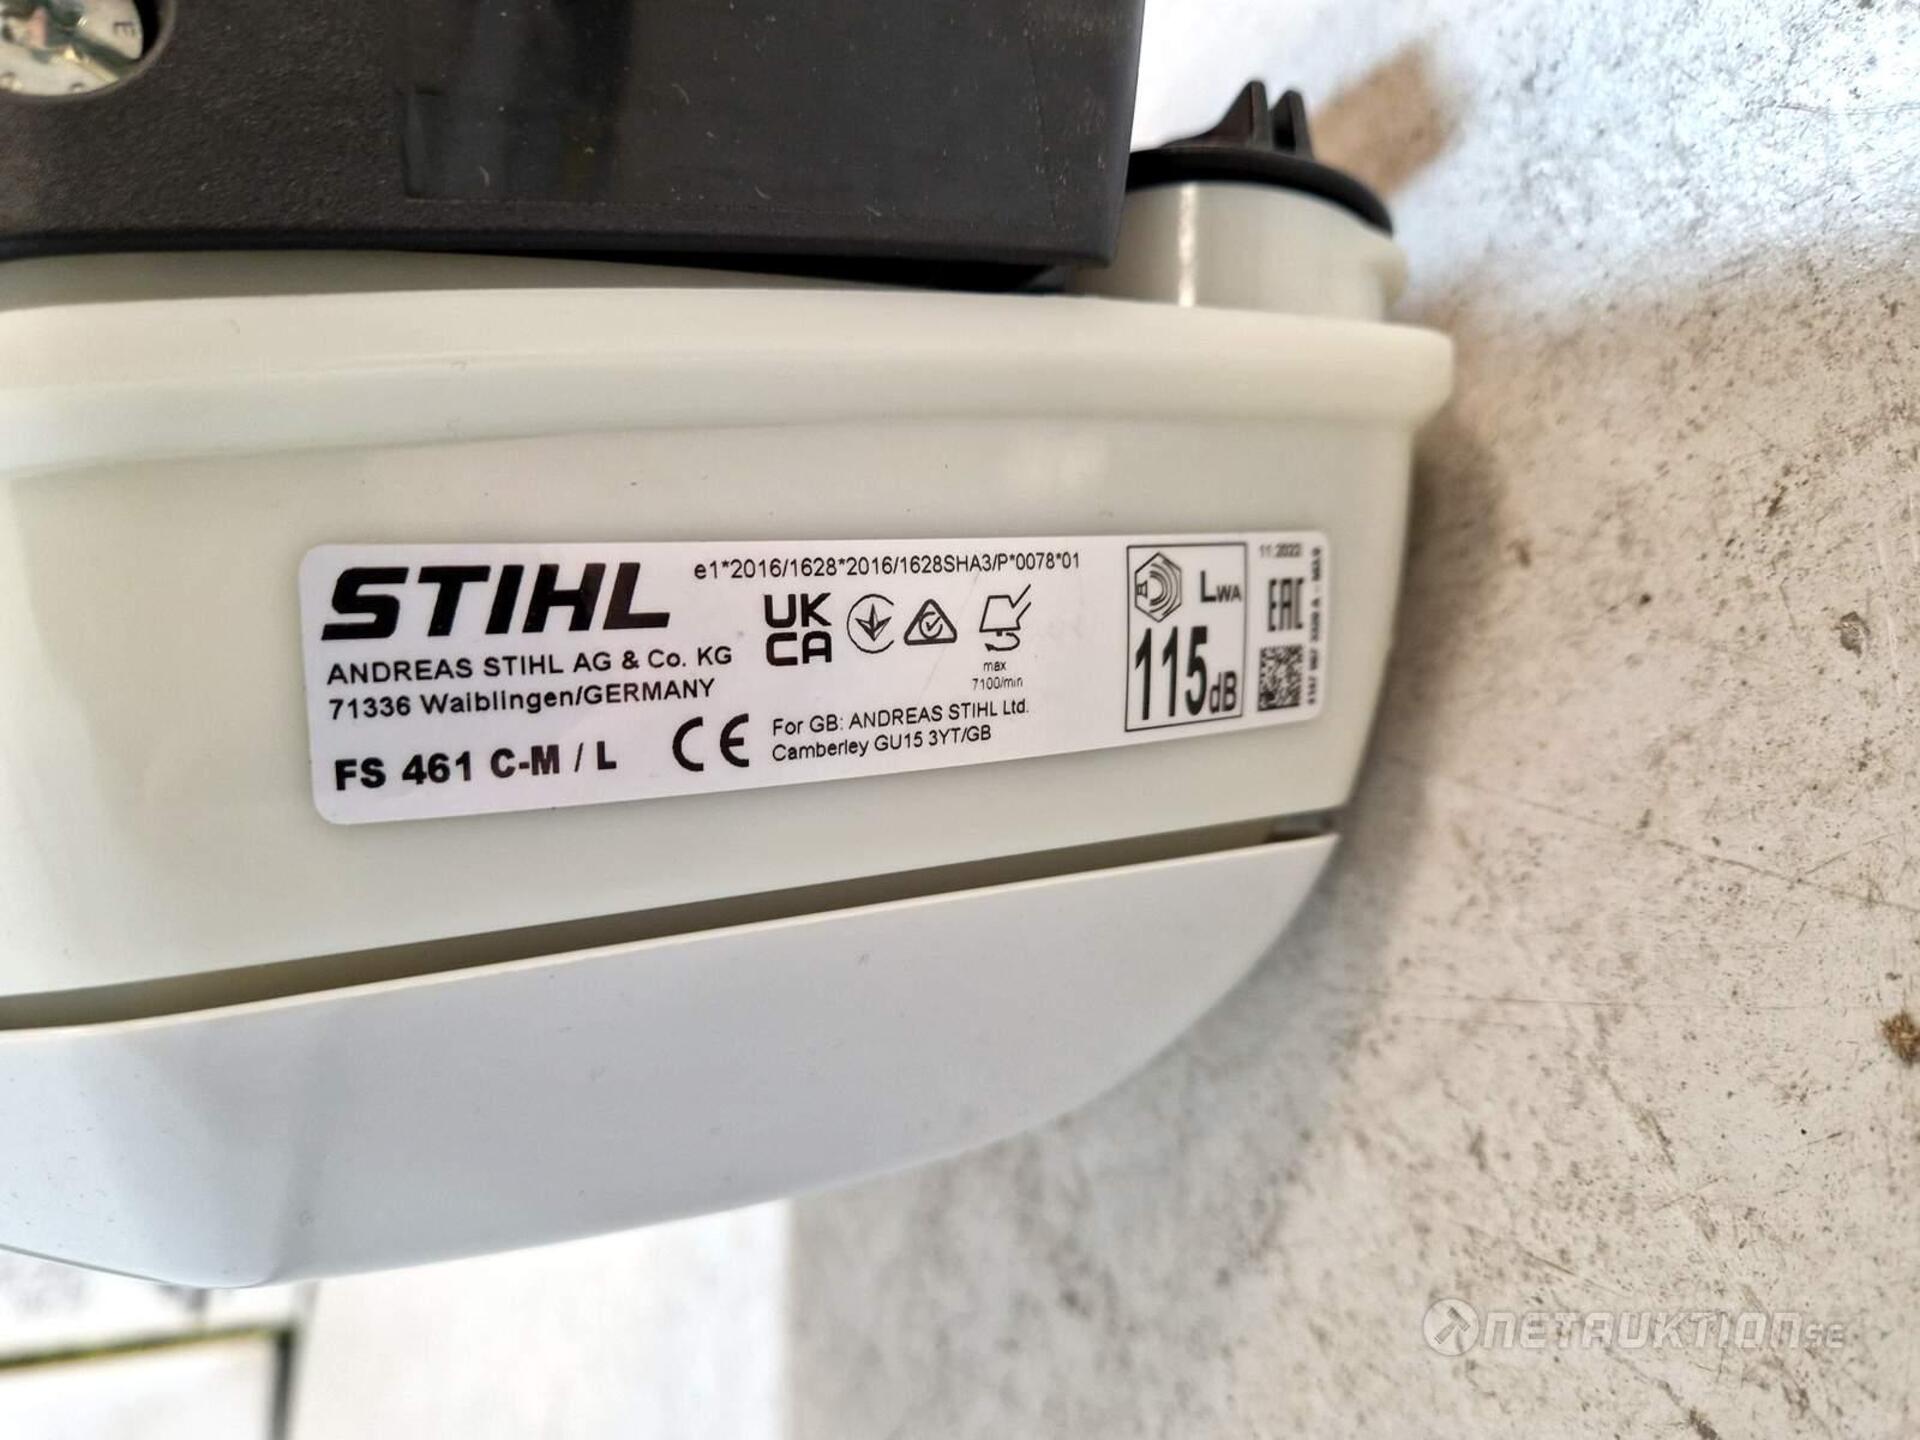 STIHL
ANDREAS STIHL AG & Co. KG
71336 Waiblingen/GERMANY
FS 461 C-M / L
e1*2016/1628*2016/1628SHA3/P*0078*01
UK
CA
max
7100/min
CE
For GB: ANDREAS STIHL Ltd.
Camberley GU15 3YT/GB
LWA
115dB
11.2022
EAC
NETAUKTION.SE